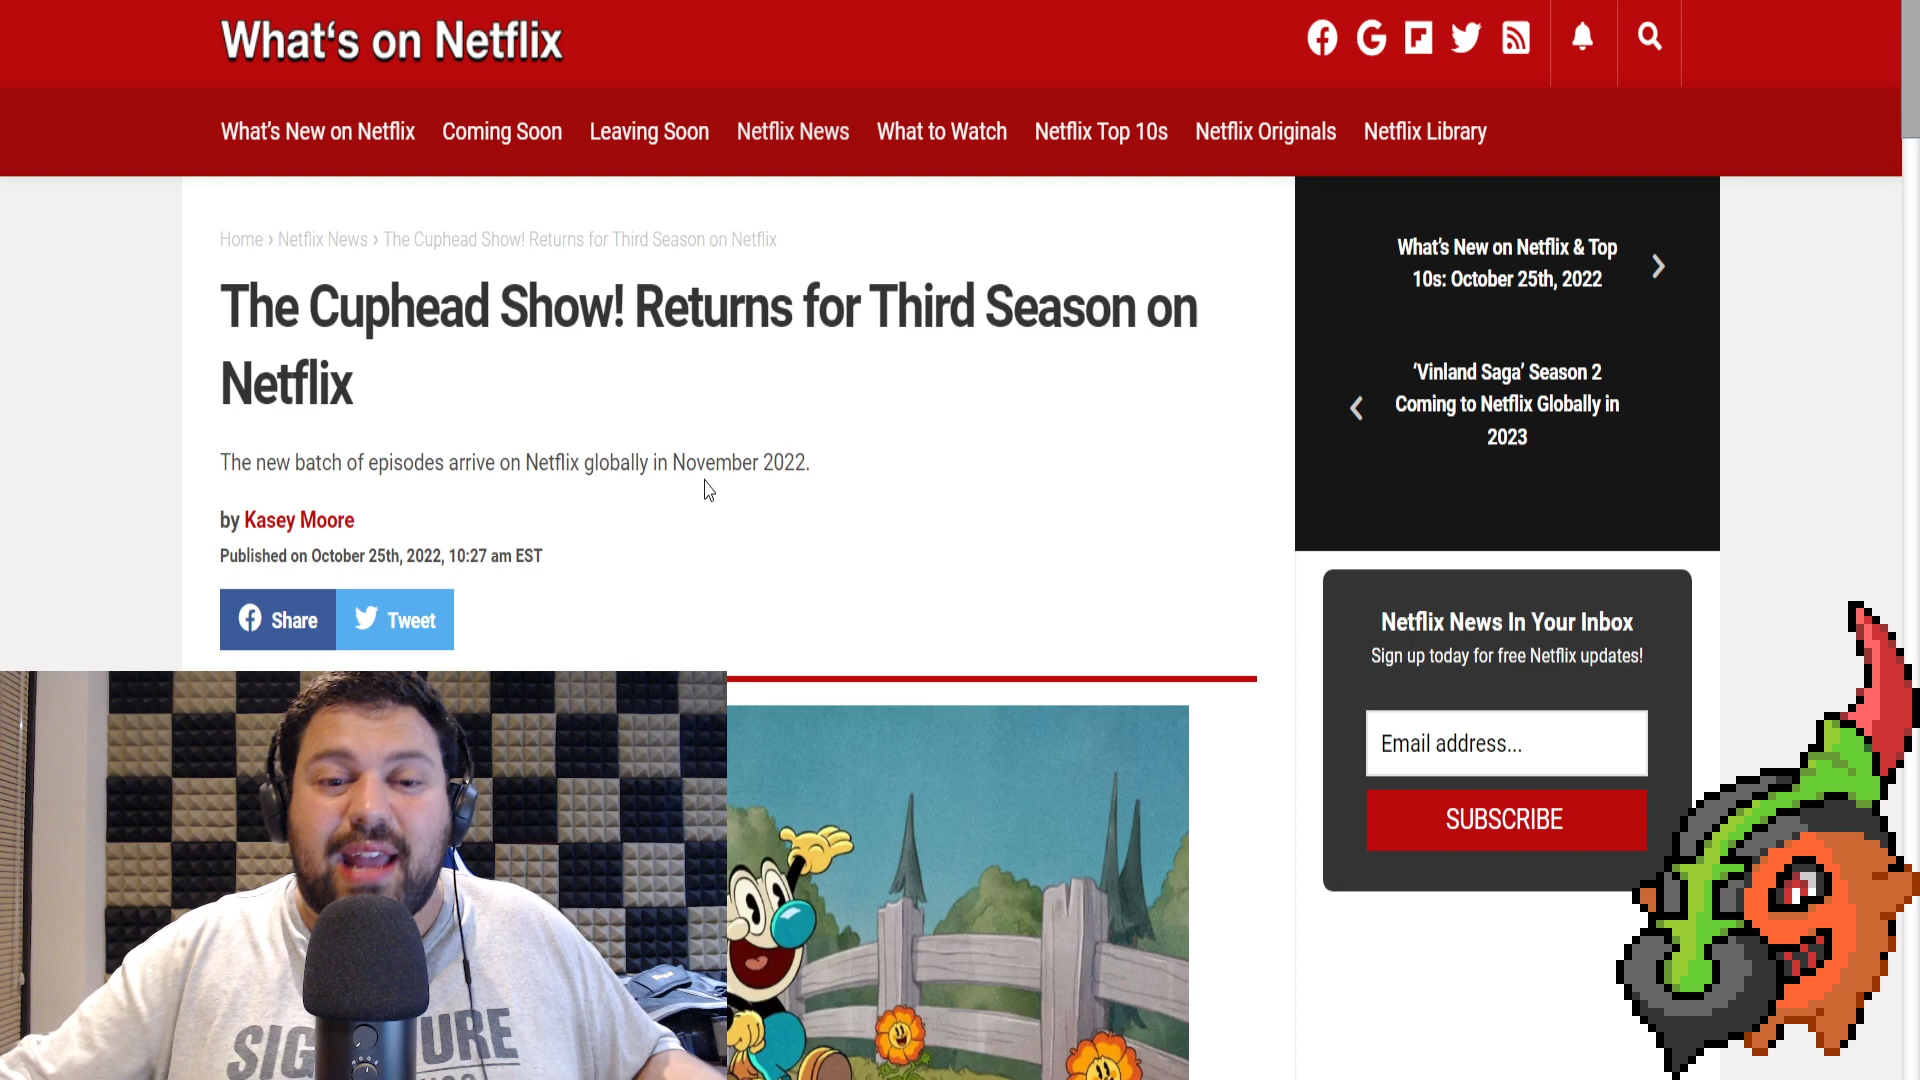 What's on Netflix
What's New on Netflix Coming Soon Leaving Soon Netflix News What to Watch Netflix Top 10s Netflix Originals Netflix Library
Home › Netflix News › The Cuphead Show! Returns for Third Season on Netflix
The Cuphead Show! Returns for Third Season on
Netflix
The new batch of episodes arrive on Netflix globally in November 2022.
by Kasey Moore
Published on October 25th, 2022, 10:27 am EST
Share Tweet
What's New on Netflix & Top
10s: October 25th, 2022
'Vinland Saga' Season 2
Coming to Netflix Globally in
2023
Netflix News In Your Inbox
Sign up today for free Netflix updates!
Email address...
SUBSCRIBE